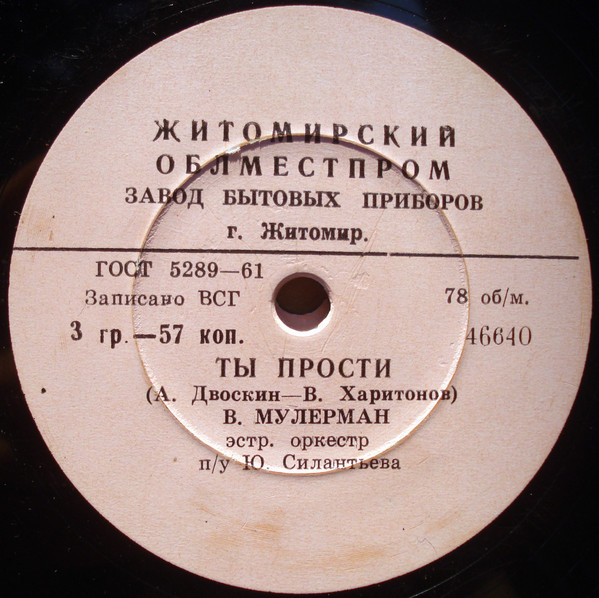 ЖИТОМИРСКИЙ
ОБЛМЕСТПРОМ
ЗАВОД БЫТОВЫХ ПРИБОРОВ
г. Житомир.
ГОСТ 5289—61
Записано ВСГ 78 об/м.
3 гр.—57 коп. 46640
ТЫ ПРОСТИ
(А. Двоскин—В. Харитонов)
В. МУЛЕРМАН
эстр. оркестр
п/у Ю. Силантьева